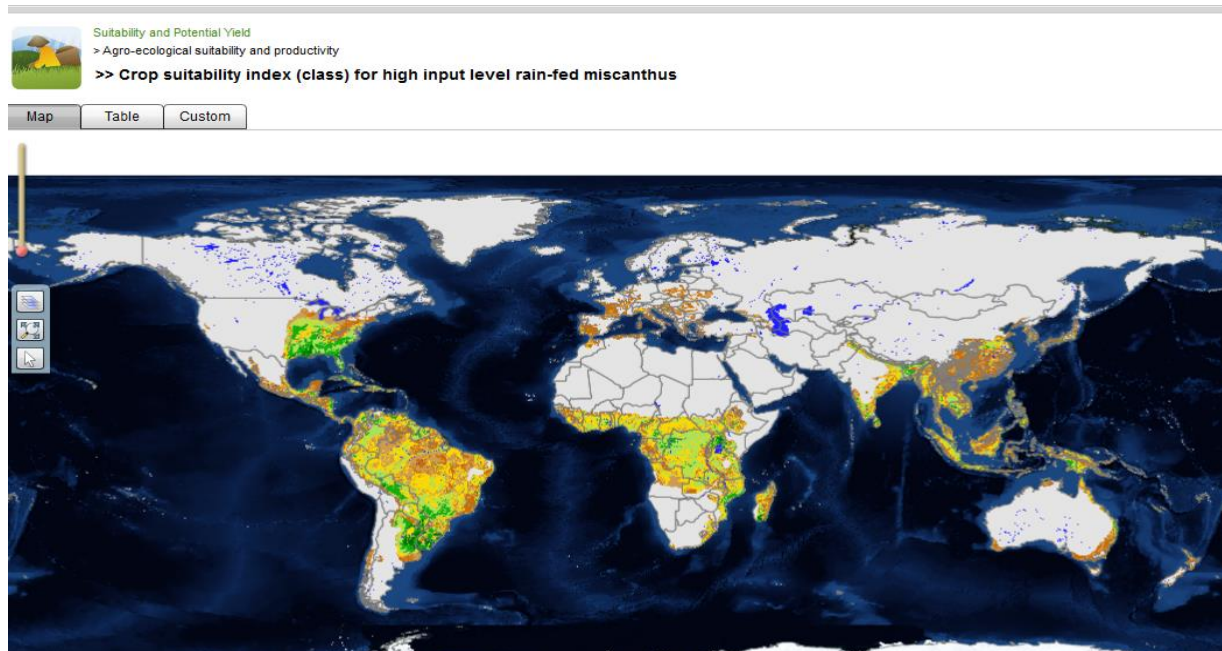 Suitability and Potential Yield
> Agro-ecological suitability and productivity
>> Crop suitability index (class) for high input level rain-fed miscanthus
Map Table Custom